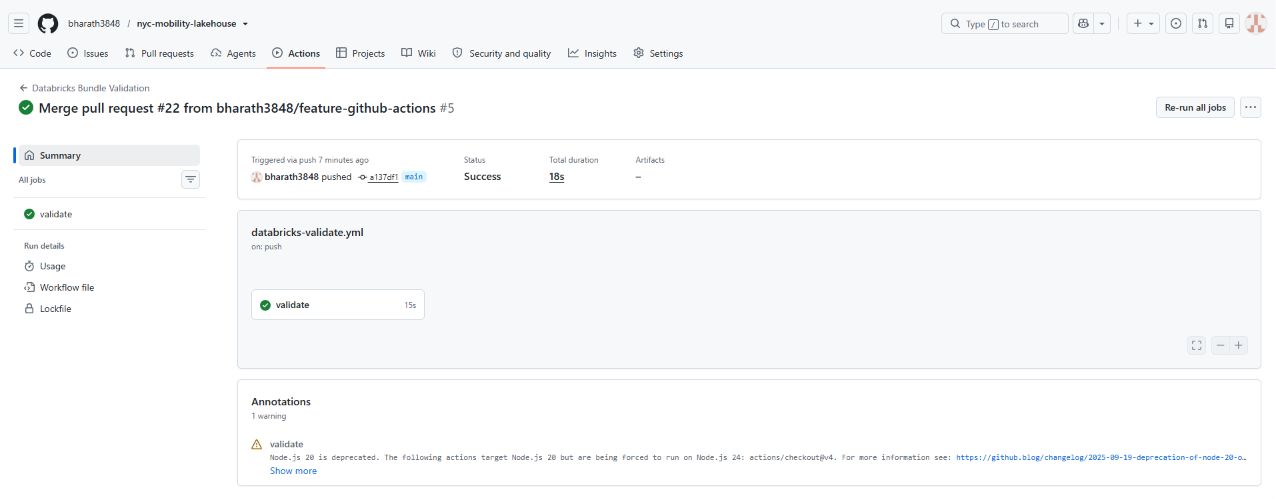 bharath3848 / nyc-mobility-lakehouse
Type / to search
Code Issues Pull requests Agents Actions Projects Wiki Security and quality Insights Settings
Databricks Bundle Validation
Merge pull request #22 from bharath3848/feature-github-actions #5
Re-run all jobs
Summary
All jobs
validate
Run details
Usage
Workflow file
Lockfile
Triggered via push 7 minutes ago
bharath3848 pushed a137df1 main
Status
Success
Total duration
18s
Artifacts
–
databricks-validate.yml
on: push
validate 15s
Annotations
1 warning
validate
Node.js 20 is deprecated. The following actions target Node.js 20 but are being forced to run on Node.js 24: actions/checkout@v4. For more information see: https://github.blog/changelog/2025-09-19-deprecation-of-node-20-o…
Show more